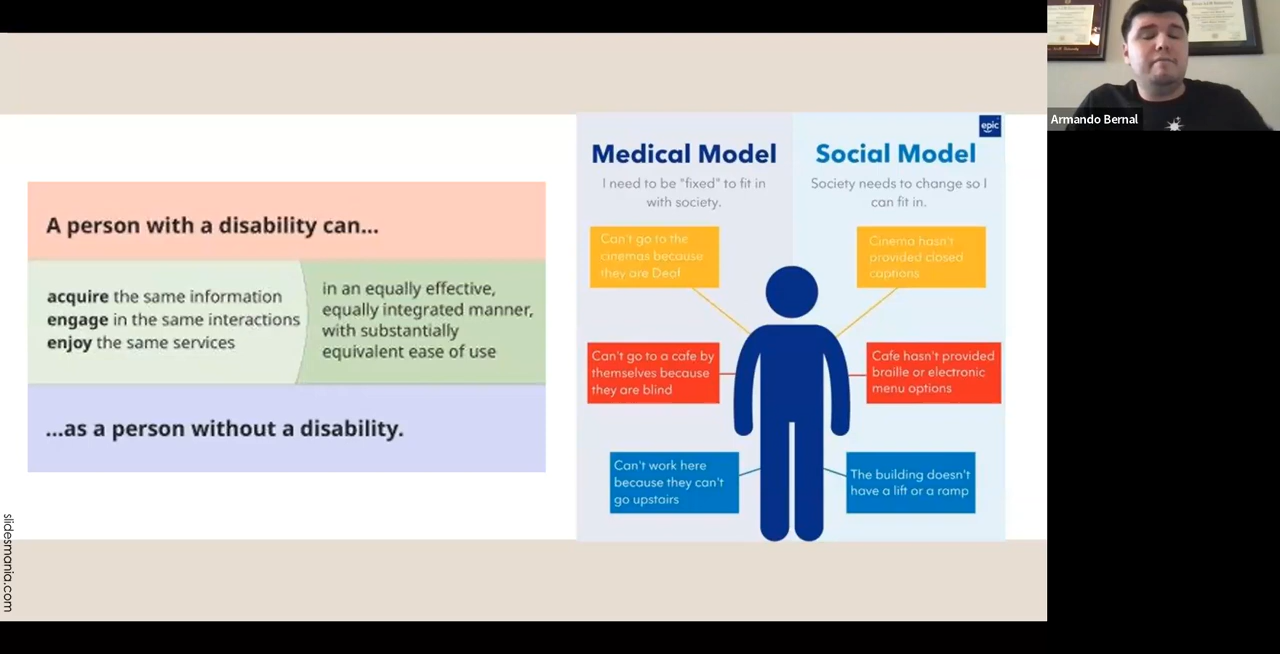 A person with a disability can...
acquire the same information
engage in the same interactions
enjoy the same services
in an equally effective,
equally integrated manner,
with substantially
equivalent ease of use
...as a person without a disability.
epic
Medical Model
I need to be "fixed" to fit in
with society.
Can't go to the
cinemas because
they are Deaf
Can't go to a cafe by
themselves because
they are blind
Can't work here
because they can't
go upstairs
Social Model
Society needs to change so I
can fit in.
Cinema hasn't
provided closed
captions
Cafe hasn't provided
braille or electronic
menu options
The building doesn't
have a lift or a ramp
slidesmania.com
Armando Bernal